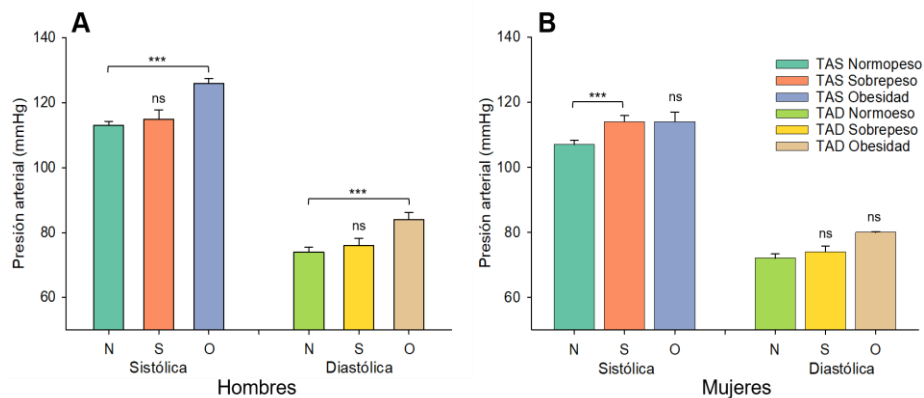 A
Presión arterial (mmHg)
140
120
100
80
60
***
ns
***
ns
N S O N S O
Sistólica Diastólica
Hombres
B
Presión arterial (mmHg)
140
120
100
80
60
***
ns
ns
ns
TAS Normopeso
TAS Sobrepeso
TAS Obesidad
TAD Normoeso
TAD Sobrepeso
TAD Obesidad
N S O N S O
Sistólica Diastólica
Mujeres